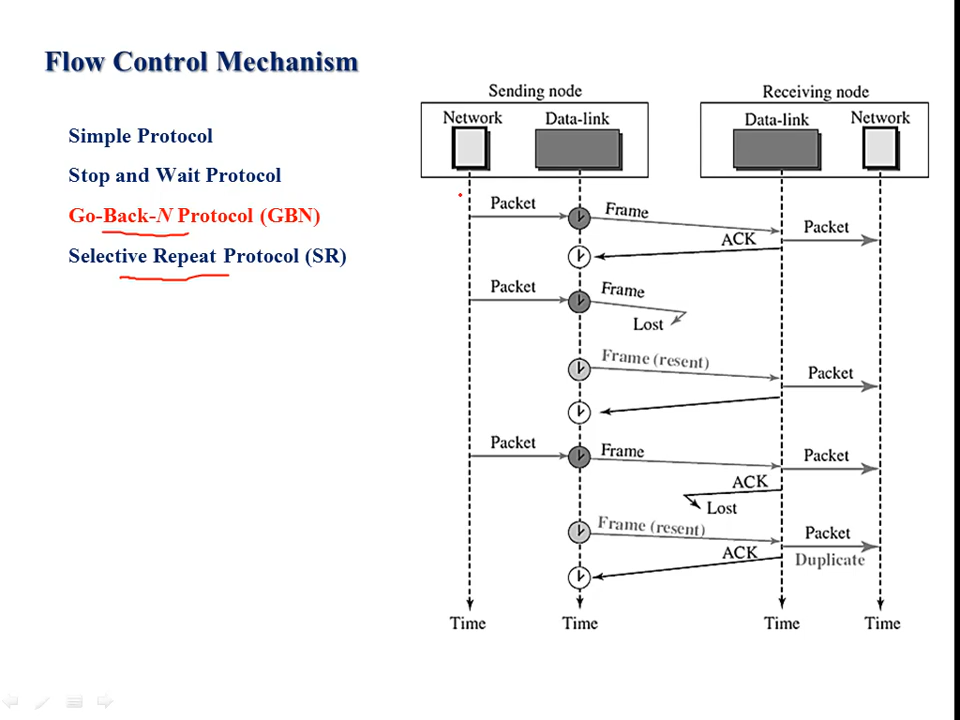 Flow Control Mechanism
Simple Protocol
Stop and Wait Protocol
Go-Back-N Protocol (GBN)
Selective Repeat Protocol (SR)
Sending node Receiving node
Network Data-link Data-link Network
Packet Frame
ACK Packet
Packet Frame
Lost
Frame (resent)
Packet
Packet Frame Packet
ACK
Lost
Frame (resent) Packet
ACK Duplicate
Time Time Time Time